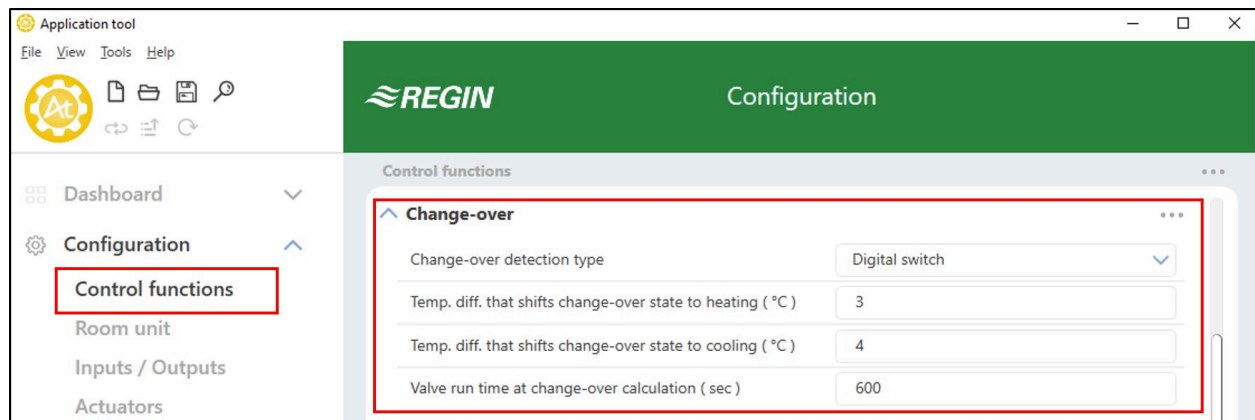 Application tool
File View Tools Help
At
REGIN
Configuration
Dashboard
Configuration
Control functions
Room unit
Inputs / Outputs
Actuators
Control functions
Change-over
Change-over detection type
Digital switch
Temp. diff. that shifts change-over state to heating ( °C )
3
Temp. diff. that shifts change-over state to cooling ( °C )
4
Valve run time at change-over calculation ( sec )
600